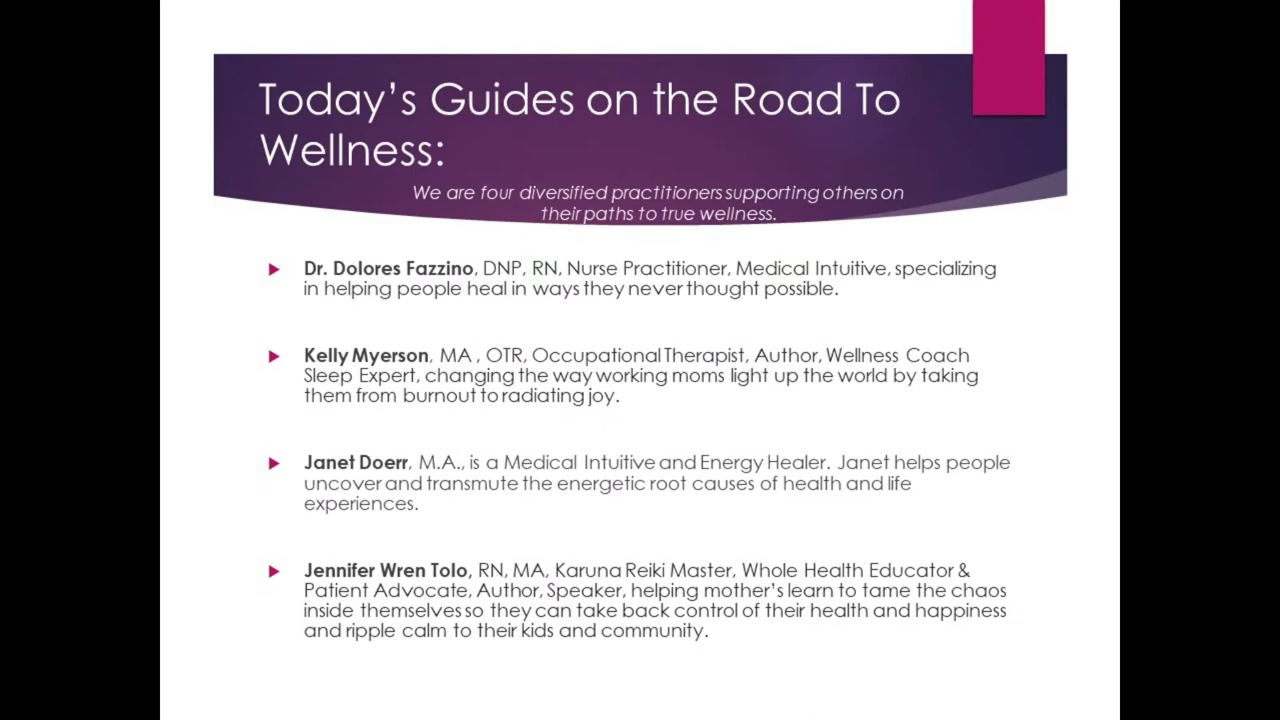 Today’s Guides on the Road To
Wellness:
We are four diversified practitioners supporting others on
their paths to true wellness.
Dr. Dolores Fazzino, DNP, RN, Nurse Practitioner, Medical Intuitive, specializing
in helping people heal in ways they never thought possible.
Kelly Myerson, MA , OTR, Occupational Therapist, Author, Wellness Coach
Sleep Expert, changing the way working moms light up the world by taking
them from burnout to radiating joy.
Janet Doerr, M.A., is a Medical Intuitive and Energy Healer. Janet helps people
uncover and transmute the energetic root causes of health and life
experiences.
Jennifer Wren Tolo, RN, MA, Karuna Reiki Master, Whole Health Educator &
Patient Advocate, Author, Speaker, helping mother’s learn to tame the chaos
inside themselves so they can take back control of their health and happiness
and ripple calm to their kids and community.